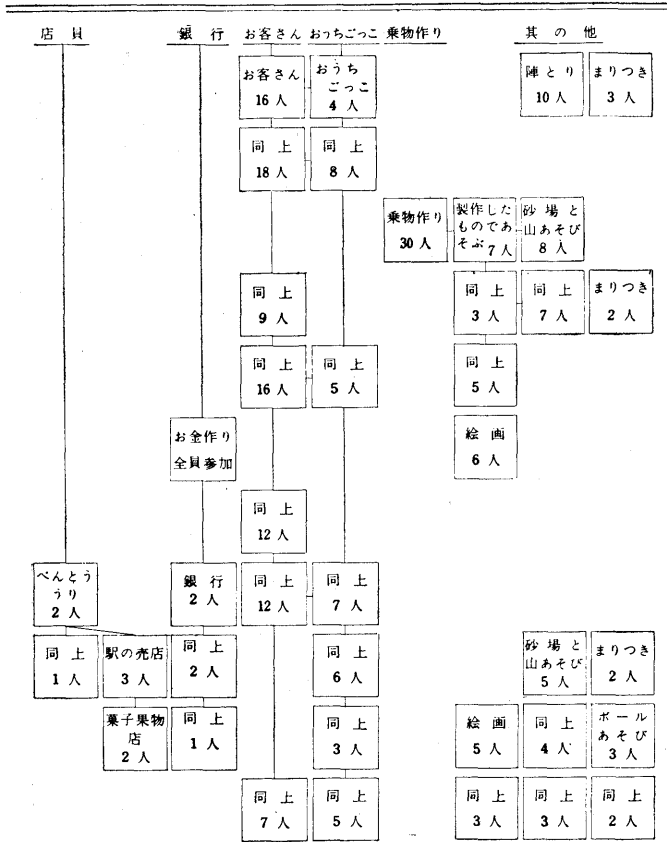 店員　銀行　お客さん　おうちごっこ　乗物作り　其の他
お客さん
16人
おうち
ごっこ
4人
陣とり
10人
まりつき
3人
同上
18人
同上
8人
乗物作り
30人
製作した
ものであ
そぶ7人
砂場と
山あそび
8人
同上
9人
同上
3人
同上
7人
まりつき
2人
同上
16人
同上
5人
同上
5人
お金作り
全員参加
絵画
6人
同上
12人
べんとう
うり
2人
銀行
2人
同上
12人
同上
7人
同上
1人
駅の売店
3人
同上
2人
同上
6人
砂場と
山あそび
5人
まりつき
2人
菓子果物
店
2人
同上
1人
同上
3人
絵画
5人
同上
4人
ボール
あそび
3人
同上
7人
同上
5人
同上
3人
同上
3人
同上
2人